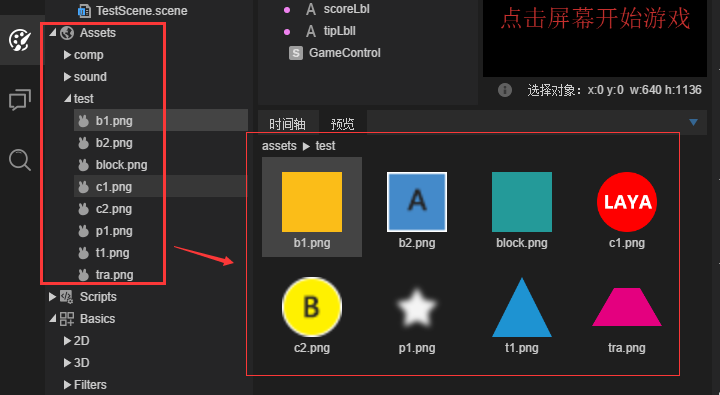 TestScene.scene
Assets
comp
sound
test
b1.png
b2.png
block.png
c1.png
c2.png
p1.png
t1.png
tra.png
Scripts
Basics
2D
3D
Filters
A scoreLbl
A tipLbll
S GameControl
点击屏幕开始游戏
选择对象: x:0 y:0 w:640 h:1136
时间轴 预览
assets test
A LAYA
b1.png b2.png block.png c1.png
B
c2.png p1.png t1.png tra.png